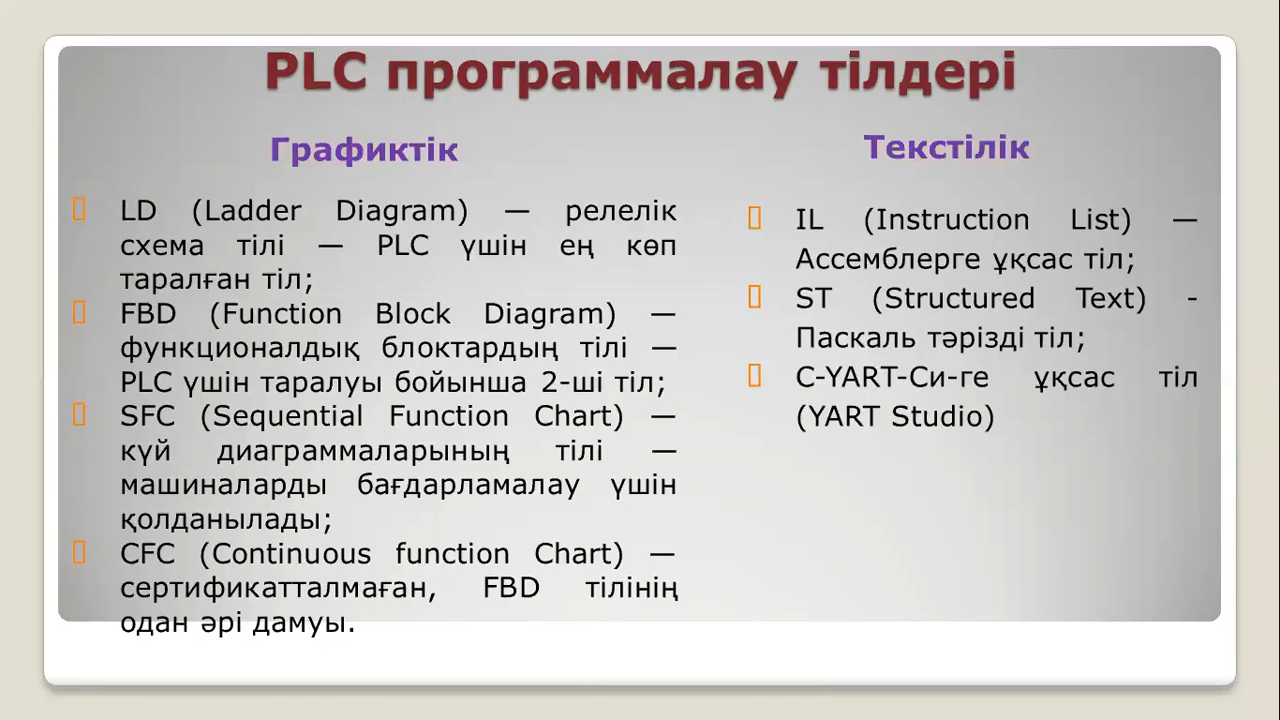 PLC программалау тілдері
Графиктік
LD (Ladder Diagram) — релелік
схема тілі — PLC үшін ең көп
таралған тіл;
FBD (Function Block Diagram) —
функционалдық блоктардың тілі —
PLC үшін таралуы бойынша 2-ші тіл;
SFC (Sequential Function Chart) —
күй диаграммаларының тілі —
машиналарды бағдарламалау үшін
қолданылады;
CFC (Continuous function Chart) —
сертификатталмаған, FBD тілінің
одан әрі дамуы.
Текстілік
IL (Instruction List) —
Ассемблерге ұқсас тіл;
ST (Structured Text) -
Паскаль тәрізді тіл;
C-YART-Си-ге ұқсас тіл
(YART Studio)